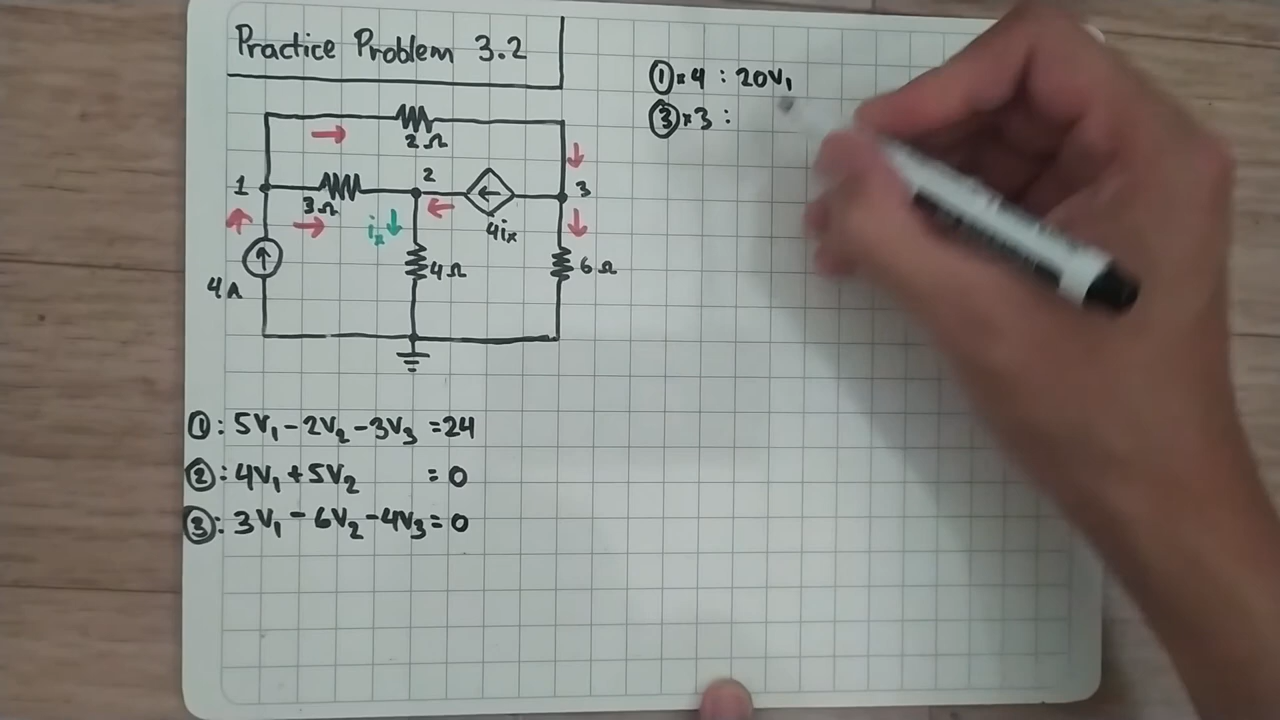 Practice Problem 3.2
①×4 : 20V₁
③×3 :
2Ω
1
3Ω
2
4ix
3
ix
4A
4Ω
6Ω
①: 5V₁ - 2V₂ - 3V₃ = 24
②: 4V₁ + 5V₂ = 0
③: 3V₁ - 6V₂ - 4V₃ = 0